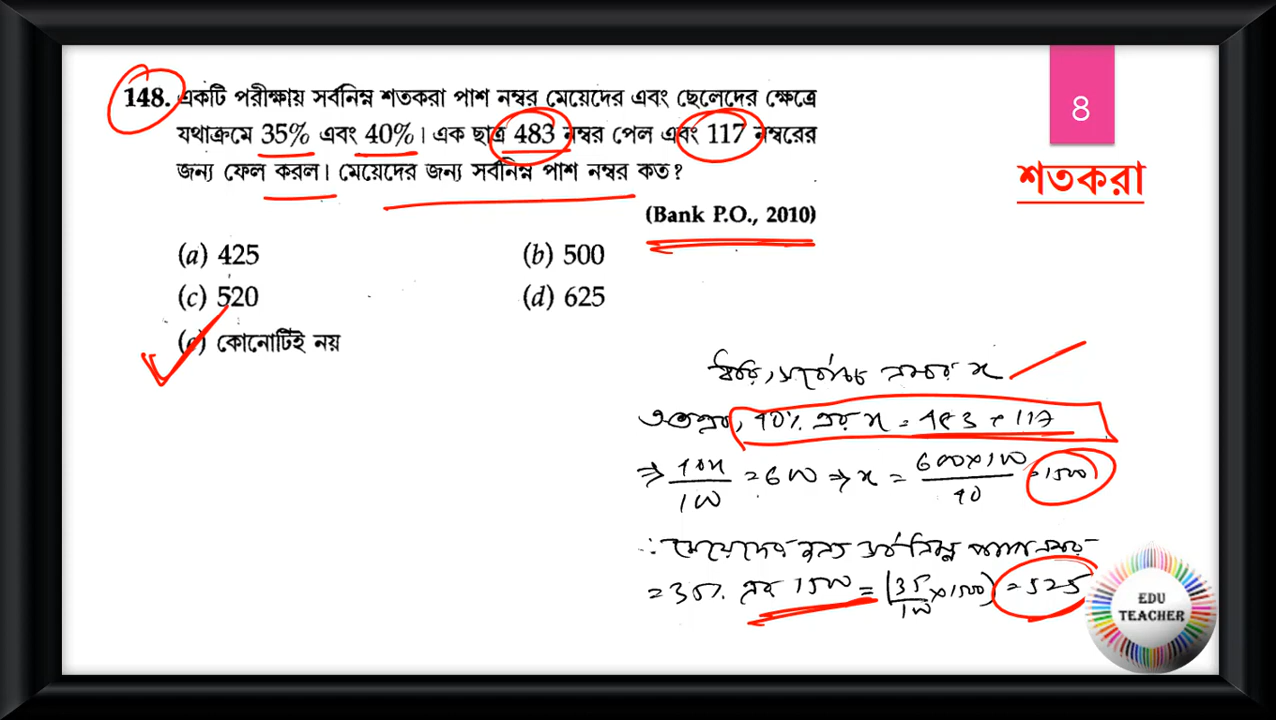 148. একটি পরীক্ষায় সর্বনিম্ন শতকরা পাশ নম্বর মেয়েদের এবং ছেলেদের ক্ষেত্রে
যথাক্রমে 35% এবং 40%। এক ছাত্র 483 নম্বর পেল এবং 117 নম্বরের
জন্য ফেল করল। মেয়েদের জন্য সর্বনিম্ন পাশ নম্বর কত?
(Bank P.O., 2010)
(a) 425
(b) 500
(c) 520
(d) 625
(e) কোনোটিই নয়
8
শতকরা
ধরি, সর্বোচ্চ নম্বর x
অতএব, 40% এর x = 483 + 117
⇒ 40x/100 = 600 ⇒ x = 600×100/40 = 1500
∴ মেয়েদের জন্য সর্বনিম্ন পাশ নম্বর
= 35% এর 1500 = (35/100 × 1500) = 525
EDU
TEACHER